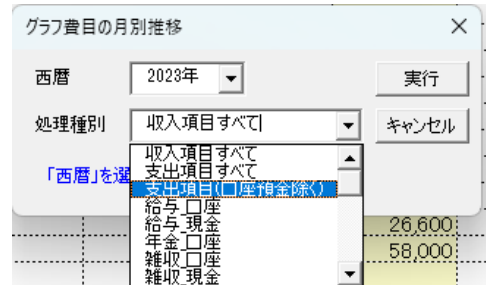 グラフ費目の月別推移
西暦 2023年 実行
処理種別 収入項目すべて キャンセル
収入項目すべて
「西暦」を選
支出項目すべて
支出項目(口座預金除く)
給与_口座
給与_現金
年金_口座
雑収_口座
雑収_現金
26,600
58,000